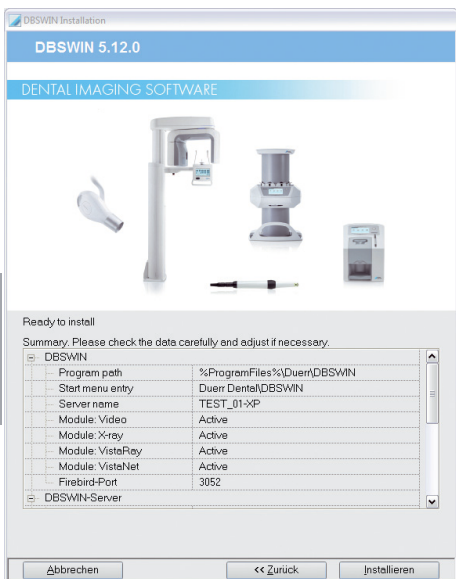 DBSWIN Installation
DBSWIN 5.12.0
DENTAL IMAGING SOFTWARE
Ready to install
Summary. Please check the data carefully and adjust if necessary.
DBSWIN
Program path %ProgramFiles%\Duerr\DBSWIN
Start menu entry Duerr Dental\DBSWIN
Server name TEST_01-XP
Module: Video Active
Module: X-ray Active
Module: VistaRay Active
Module: VistaNet Active
Firebird-Port 3052
DBSWIN-Server
Abbrechen << Zurück Installieren